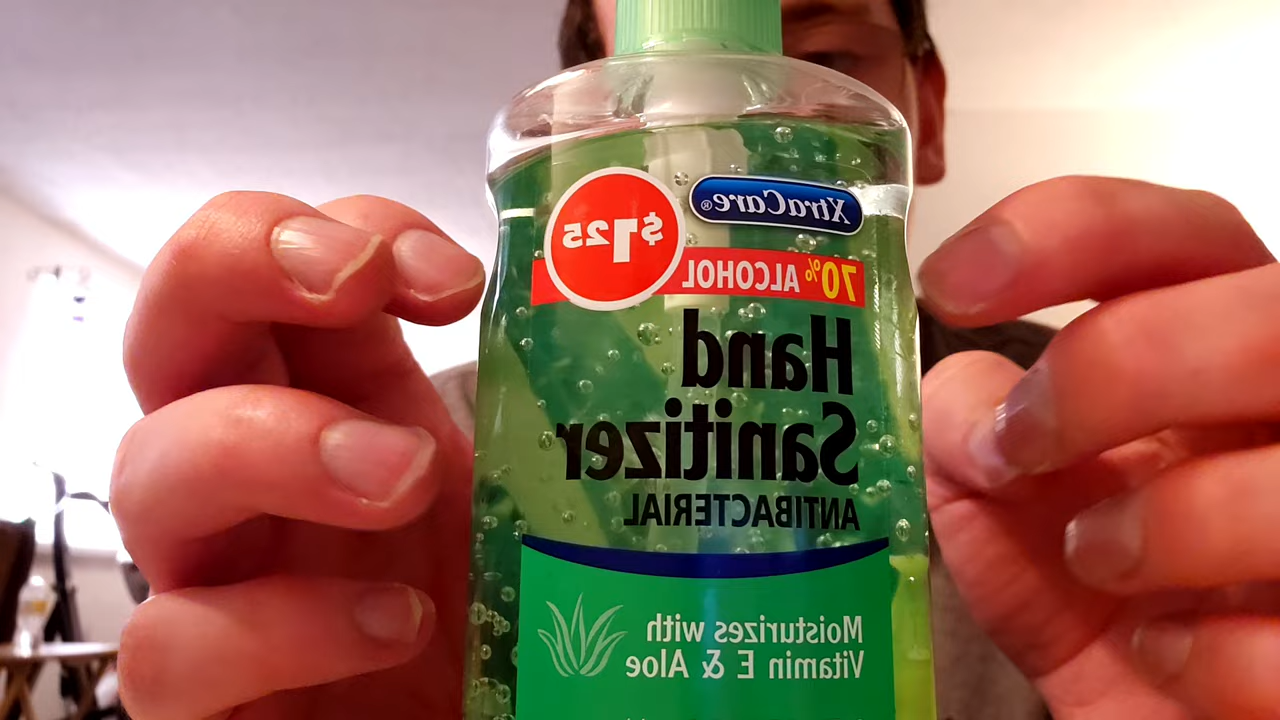 XtraCare®
$1.25
70% ALCOHOL
Hand
Sanitizer
ANTIBACTERIAL
Moisturizes with
Vitamin E & Aloe